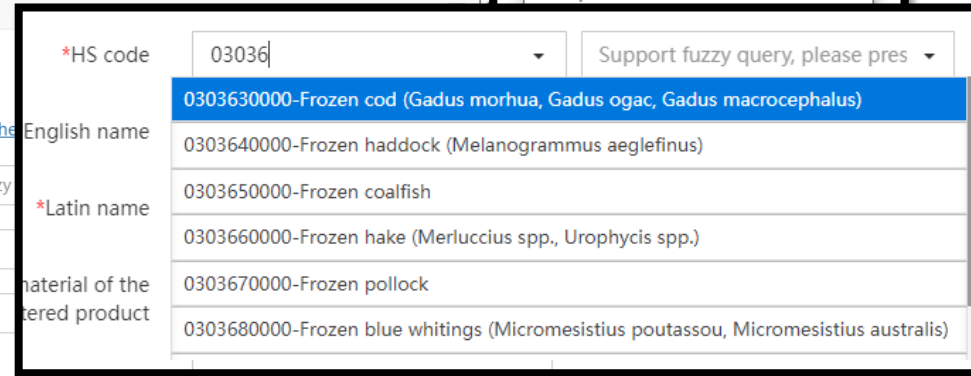 *HS code
03036
Support fuzzy query, please pres
0303630000-Frozen cod (Gadus morhua, Gadus ogac, Gadus macrocephalus)
he
English name
0303640000-Frozen haddock (Melanogrammus aeglefinus)
zy
0303650000-Frozen coalfish
*Latin name
0303660000-Frozen hake (Merluccius spp., Urophycis spp.)
naterial of the
tered product
0303670000-Frozen pollock
0303680000-Frozen blue whitings (Micromesistius poutassou, Micromesistius australis)